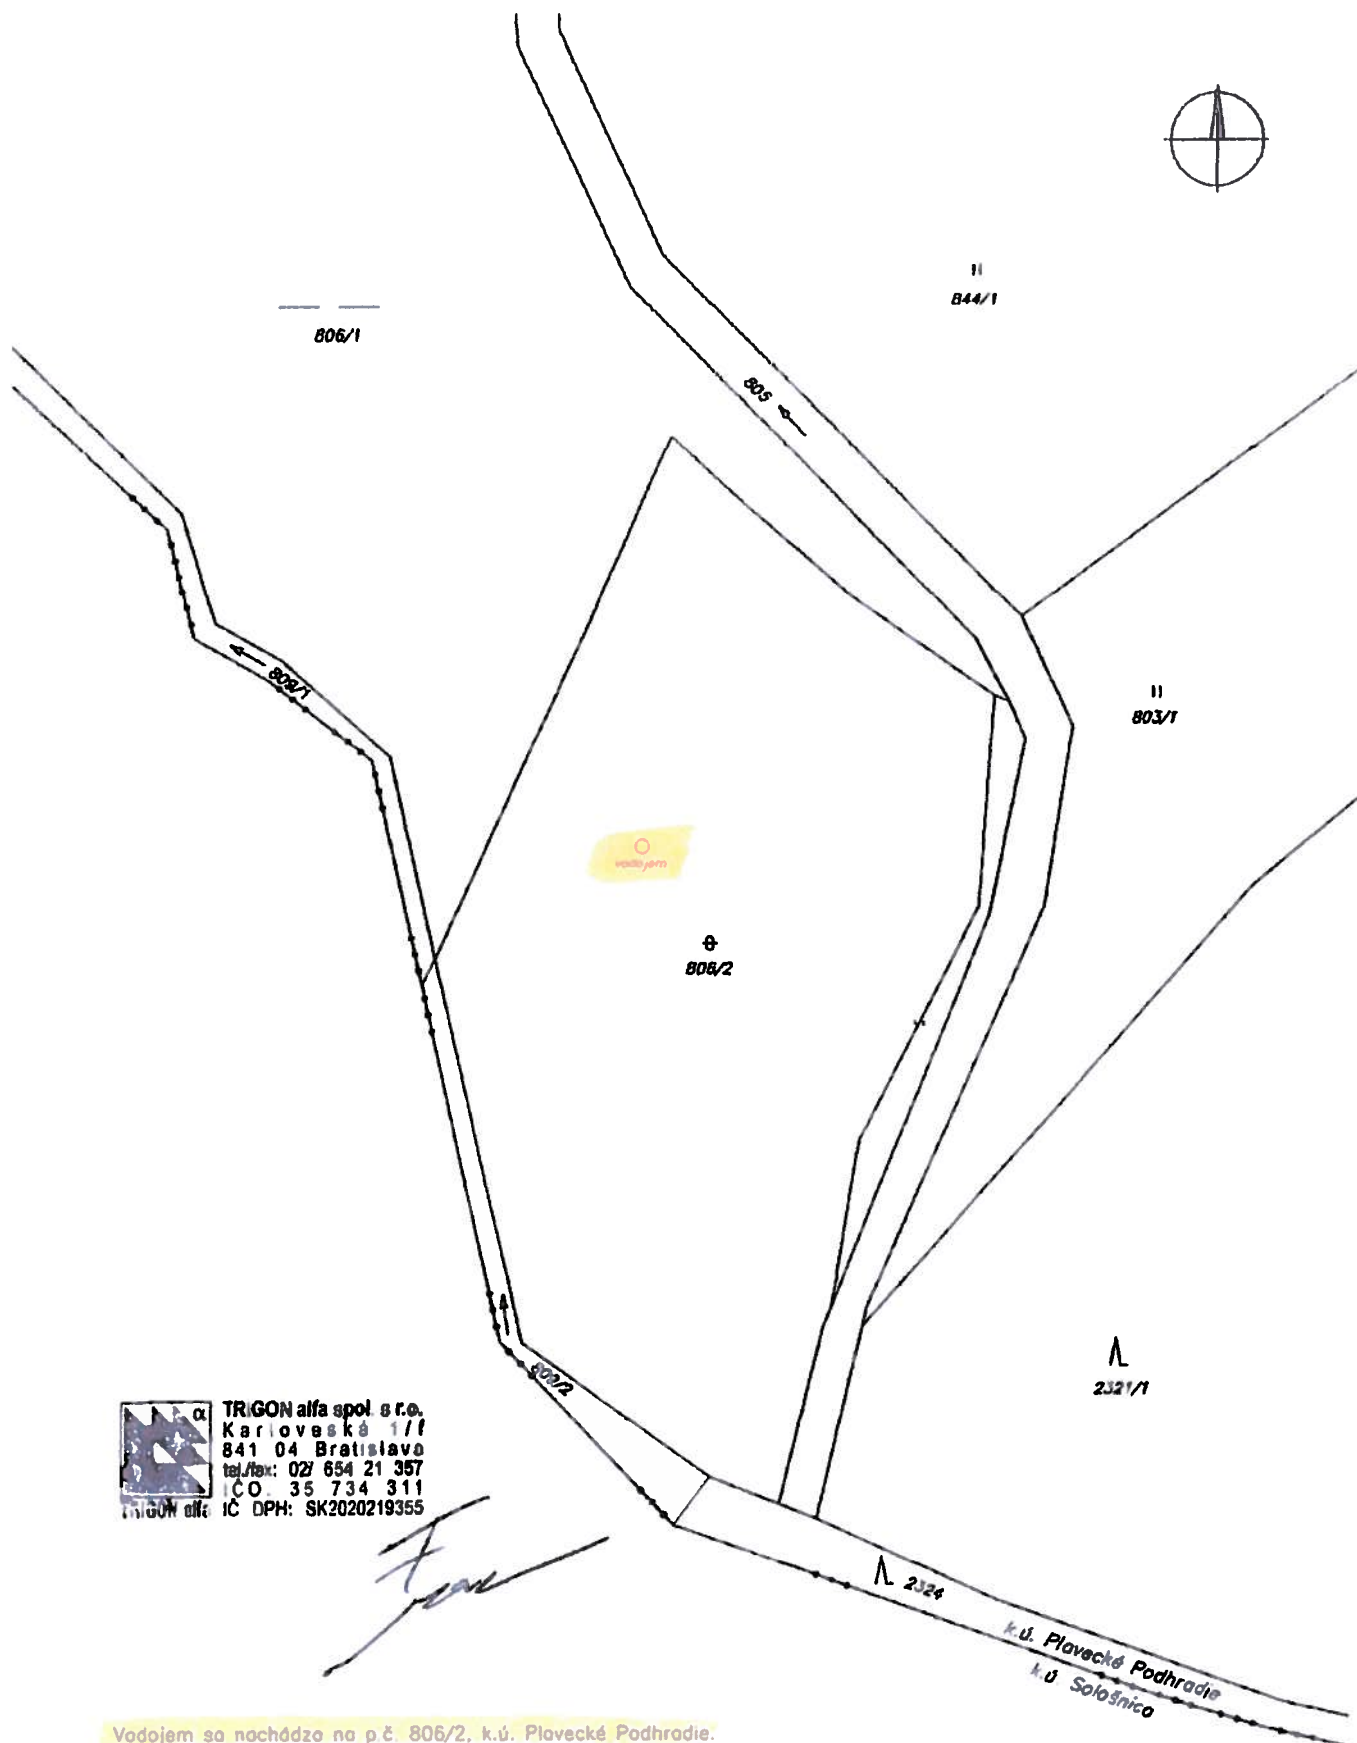 844/1
806/1
805
809/1
803/1
vodojem
806/2
2321/1
809/2
α
TRIGON alfa spol. s r.o.
Karloveská 1/f
841 04 Bratislava
tel./fax: 02/ 654 21 357
IČO: 35 734 311
TRIGON alfa IČ DPH: SK2020219355
2324
k.ú. Plavecké Podhradie
k.ú. Sološnica
Vodojem sa nachádza na p.č. 806/2, k.ú. Plavecké Podhradie.